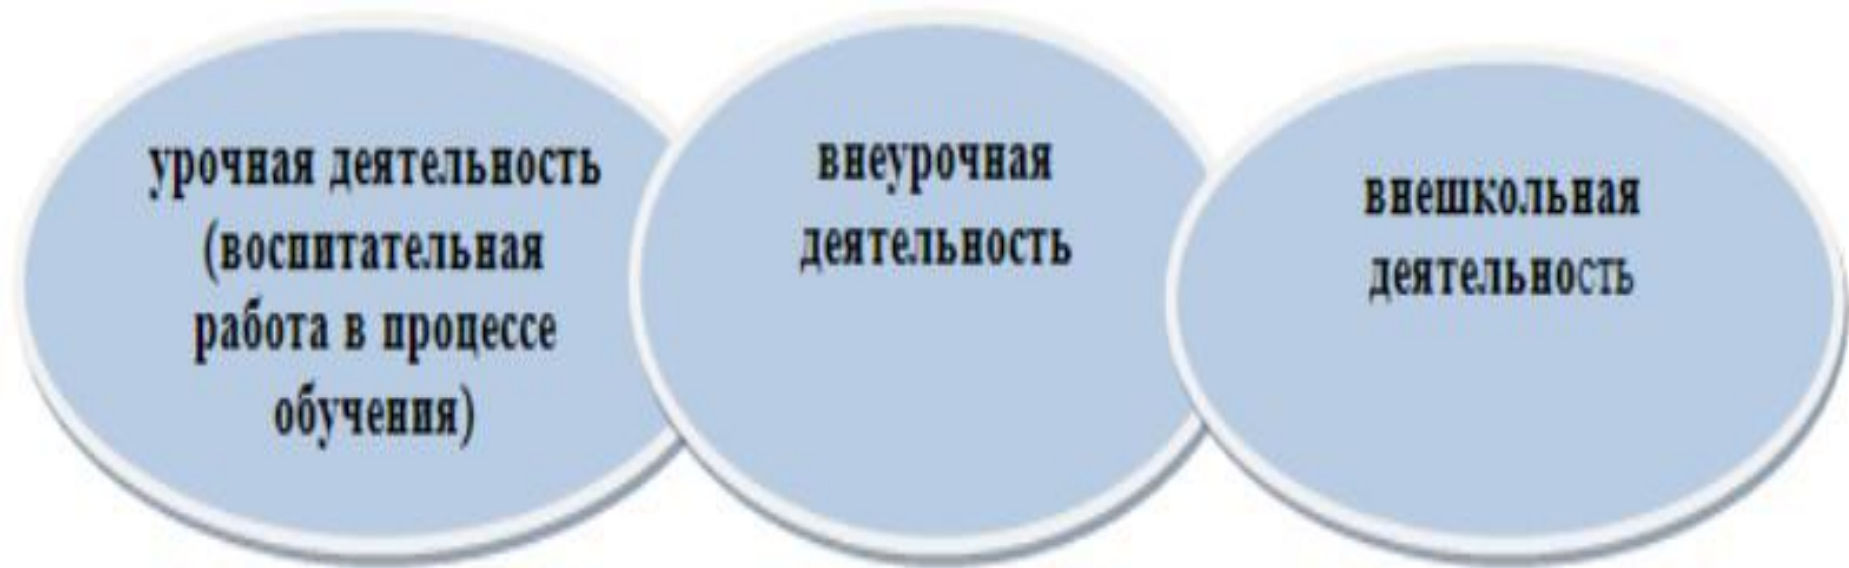 урочная деятельность
(воспитательная
работа в процессе
обучения)
внеурочная
деятельность
внешкольная
деятельность